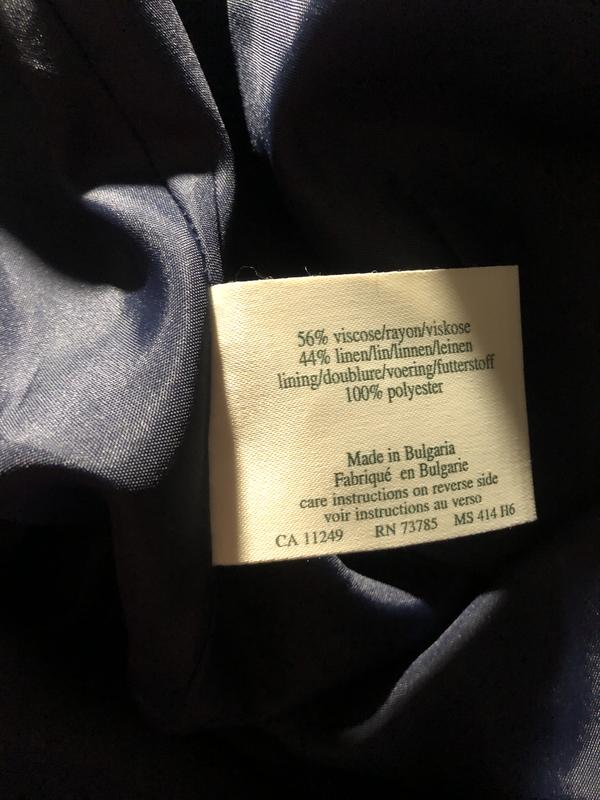 56% viscose/rayon/viskose
44% linen/lin/linnen/leinen
lining/doublure/voering/futterstoff
100% polyester
Made in Bulgaria
Fabriqué en Bulgarie
care instructions on reverse side
voir instructions au verso
CA 11249 RN 73785 MS 414 H6